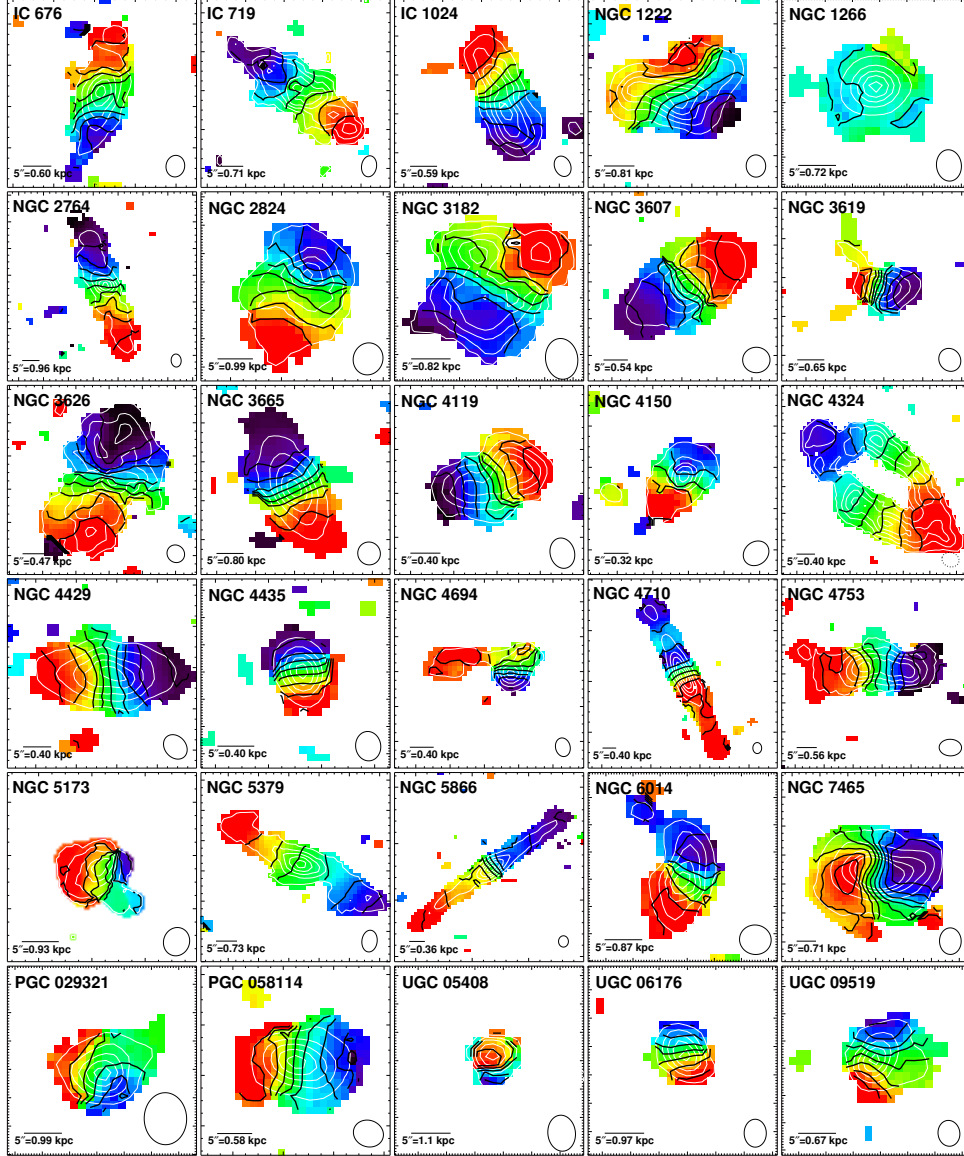 IC 676
5″=0.60 kpc
IC 719
5″=0.71 kpc
IC 1024
5″=0.59 kpc
NGC 1222
5″=0.81 kpc
NGC 1266
5″=0.72 kpc
NGC 2764
5″=0.96 kpc
NGC 2824
5″=0.99 kpc
NGC 3182
5″=0.82 kpc
NGC 3607
5″=0.54 kpc
NGC 3619
5″=0.65 kpc
NGC 3626
5″=0.47 kpc
NGC 3665
5″=0.80 kpc
NGC 4119
5″=0.40 kpc
NGC 4150
5″=0.32 kpc
NGC 4324
5″=0.40 kpc
NGC 4429
5″=0.40 kpc
NGC 4435
5″=0.40 kpc
NGC 4694
5″=0.40 kpc
NGC 4710
5″=0.40 kpc
NGC 4753
5″=0.56 kpc
NGC 5173
5″=0.93 kpc
NGC 5379
5″=0.73 kpc
NGC 5866
5″=0.36 kpc
NGC 6014
5″=0.87 kpc
NGC 7465
5″=0.71 kpc
PGC 029321
5″=0.99 kpc
PGC 058114
5″=0.58 kpc
UGC 05408
5″=1.1 kpc
UGC 06176
5″=0.97 kpc
UGC 09519
5″=0.67 kpc